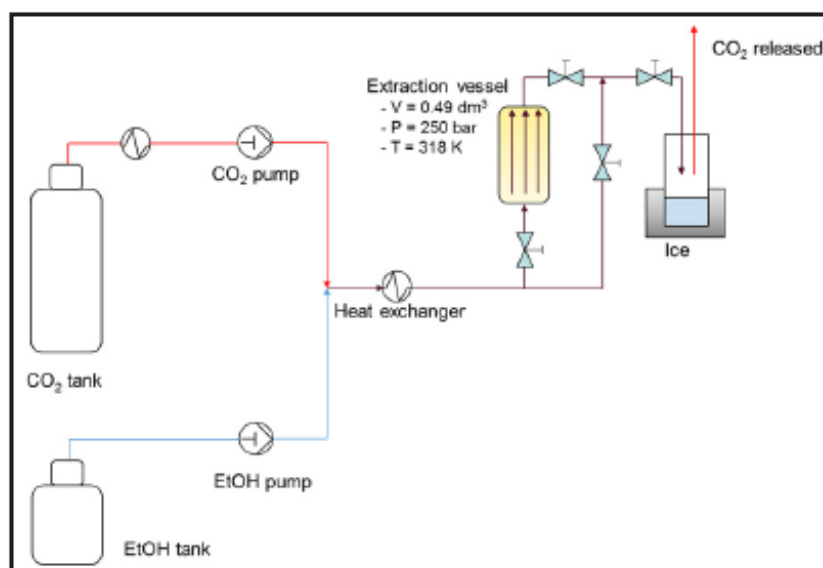 CO₂ released
Extraction vessel
- V = 0.49 dm³
- P = 250 bar
- T = 318 K
CO₂ pump
Ice
Heat exchanger
CO₂ tank
EtOH pump
EtOH tank